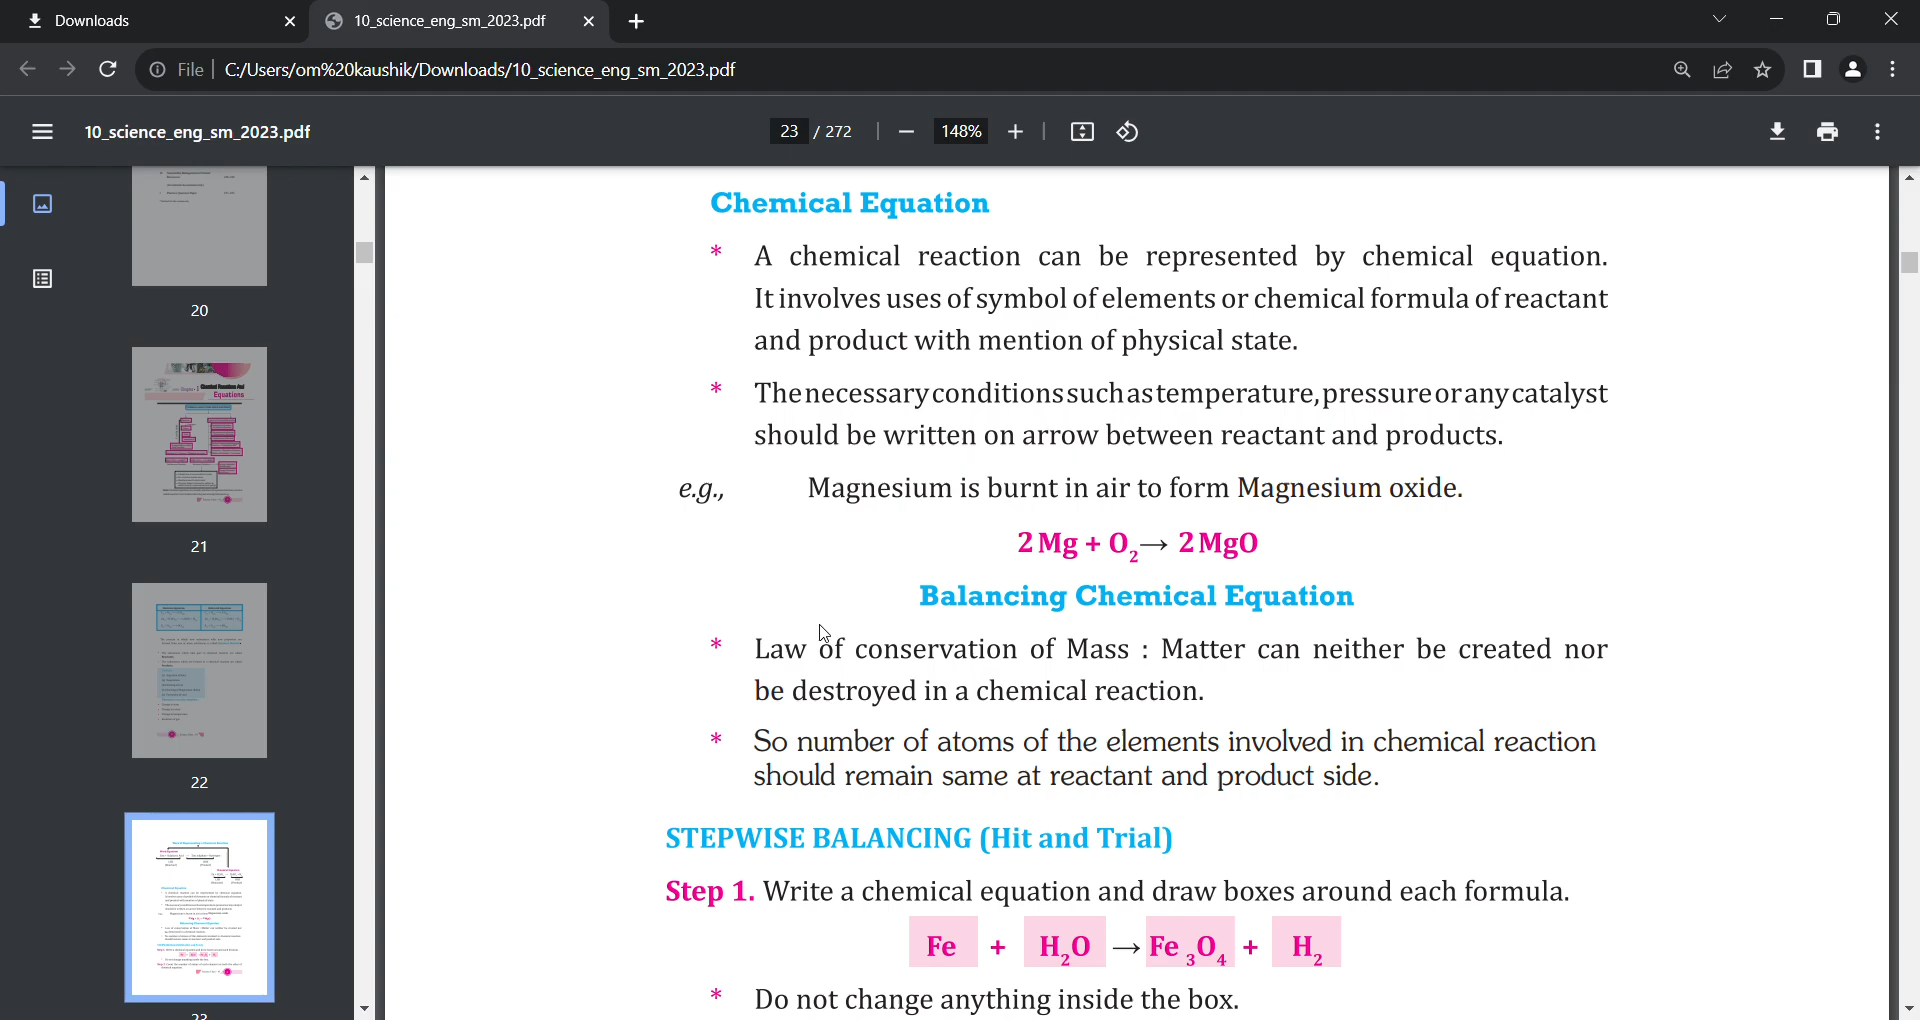 Downloads
10_science_eng_sm_2023.pdf
File
C:/Users/om%20kaushik/Downloads/10_science_eng_sm_2023.pdf
10_science_eng_sm_2023.pdf
23 / 272
148%
20
Chemical Reactions And
Equations
21
22
23
Chemical Equation
* A chemical reaction can be represented by chemical equation.
It involves uses of symbol of elements or chemical formula of reactant
and product with mention of physical state.
* The necessary conditions such as temperature, pressure or any catalyst
should be written on arrow between reactant and products.
e.g., Magnesium is burnt in air to form Magnesium oxide.
2 Mg + O₂ → 2 MgO
Balancing Chemical Equation
* Law of conservation of Mass : Matter can neither be created nor
be destroyed in a chemical reaction.
* So number of atoms of the elements involved in chemical reaction
should remain same at reactant and product side.
STEPWISE BALANCING (Hit and Trial)
Step 1. Write a chemical equation and draw boxes around each formula.
Fe + H₂O → Fe₃O₄ + H₂
* Do not change anything inside the box.